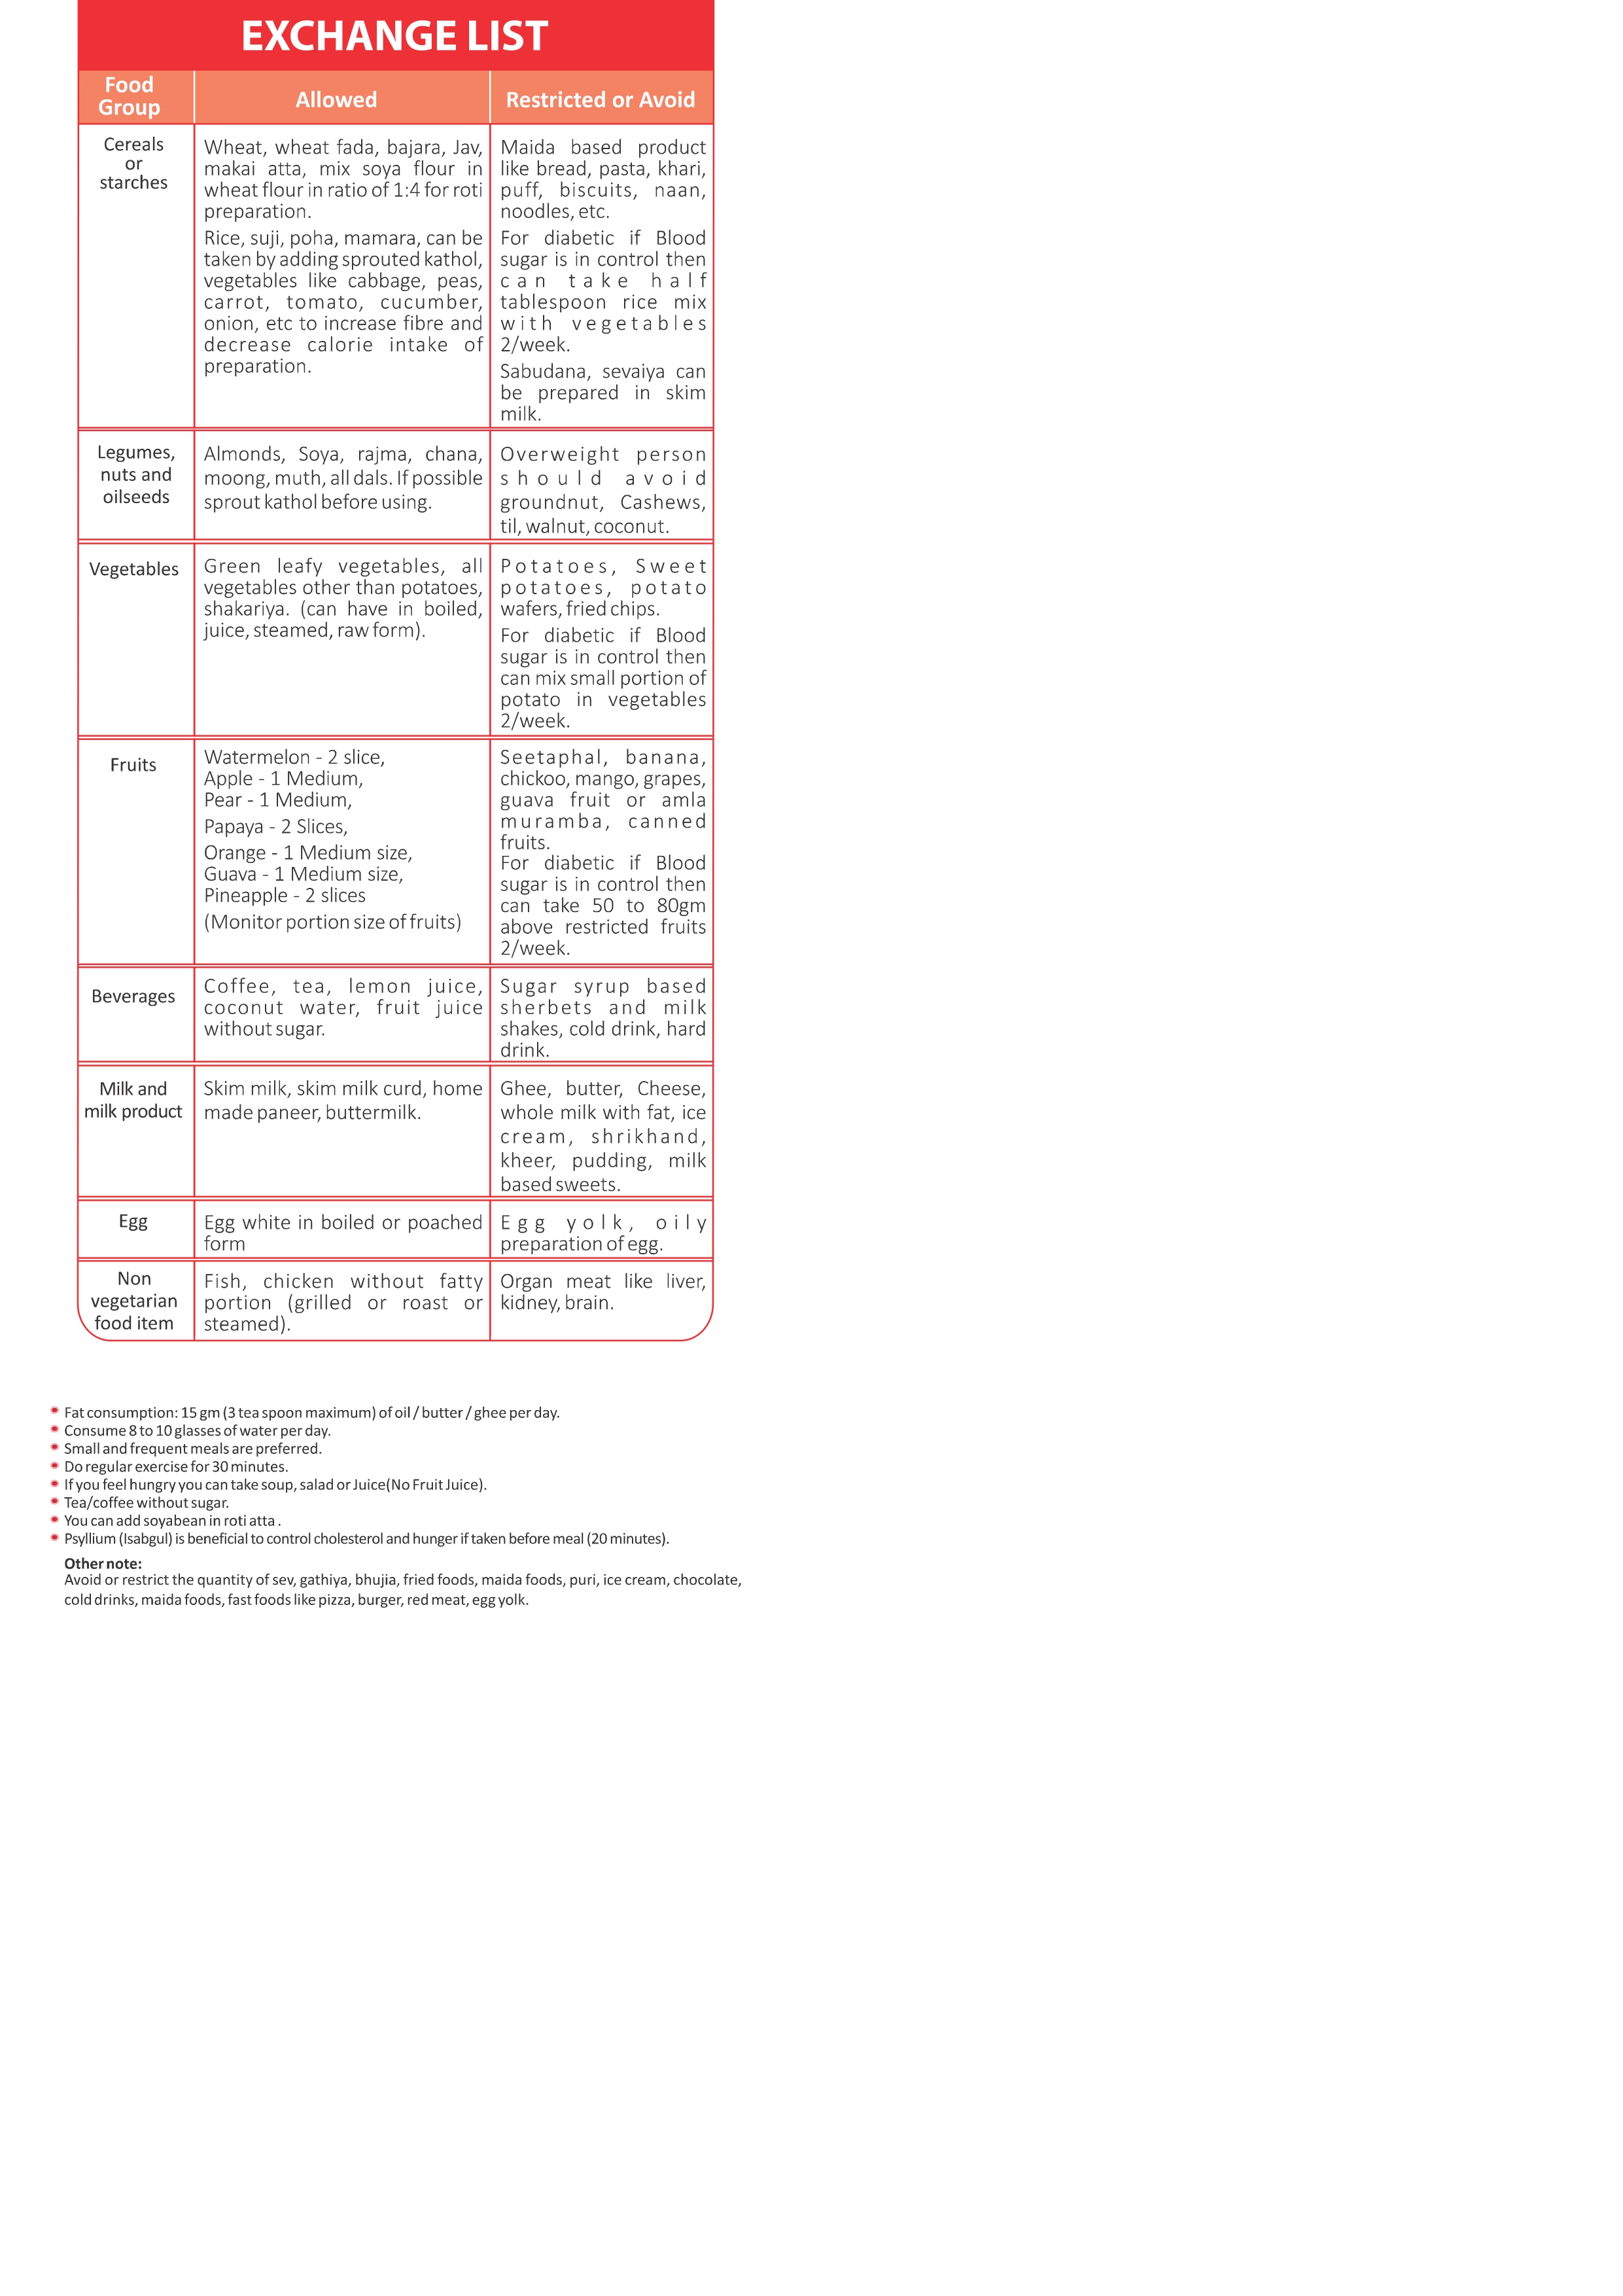 EXCHANGE LIST
Food
Group
Allowed
Restricted or Avoid
Cereals
or
starches
Wheat, wheat fada, bajara, Jav,
makai atta, mix soya flour in
wheat flour in ratio of 1:4 for roti
preparation.
Rice, suji, poha, mamara, can be
taken by adding sprouted kathol,
vegetables like cabbage, peas,
carrot, tomato, cucumber,
onion, etc to increase fibre and
decrease calorie intake of
preparation.
Maida based product
like bread, pasta, khari,
puff, biscuits, naan,
noodles, etc.
For diabetic if Blood
sugar is in control then
can take half
tablespoon rice mix
with vegetables
2/week.
Sabudana, sevaiya can
be prepared in skim
milk.
Legumes,
nuts and
oilseeds
Almonds, Soya, rajma, chana,
moong, muth, all dals. If possible
sprout kathol before using.
Overweight person
should avoid
groundnut, Cashews,
til, walnut, coconut.
Vegetables
Green leafy vegetables, all
vegetables other than potatoes,
shakariya. (can have in boiled,
juice, steamed, raw form).
Potatoes, Sweet
potatoes, potato
wafers, fried chips.
For diabetic if Blood
sugar is in control then
can mix small portion of
potato in vegetables
2/week.
Fruits
Watermelon - 2 slice,
Apple - 1 Medium,
Pear - 1 Medium,
Papaya - 2 Slices,
Orange - 1 Medium size,
Guava - 1 Medium size,
Pineapple - 2 slices
(Monitor portion size of fruits)
Seetaphal, banana,
chickoo, mango, grapes,
guava fruit or amla
muramba, canned
fruits.
For diabetic if Blood
sugar is in control then
can take 50 to 80gm
above restricted fruits
2/week.
Beverages
Coffee, tea, lemon juice,
coconut water, fruit juice
without sugar.
Sugar syrup based
sherbets and milk
shakes, cold drink, hard
drink.
Milk and
milk product
Skim milk, skim milk curd, home
made paneer, buttermilk.
Ghee, butter, Cheese,
whole milk with fat, ice
cream, shrikhand,
kheer, pudding, milk
based sweets.
Egg
Egg white in boiled or poached
form
Egg yolk, oily
preparation of egg.
Non
vegetarian
food item
Fish, chicken without fatty
portion (grilled or roast or
steamed).
Organ meat like liver,
kidney, brain.
Fat consumption: 15 gm (3 tea spoon maximum) of oil / butter / ghee per day.
Consume 8 to 10 glasses of water per day.
Small and frequent meals are preferred.
Do regular exercise for 30 minutes.
If you feel hungry you can take soup, salad or Juice(No Fruit Juice).
Tea/coffee without sugar.
You can add soyabean in roti atta .
Psyllium (Isabgul) is beneficial to control cholesterol and hunger if taken before meal (20 minutes).
Other note:
Avoid or restrict the quantity of sev, gathiya, bhujia, fried foods, maida foods, puri, ice cream, chocolate,
cold drinks, maida foods, fast foods like pizza, burger, red meat, egg yolk.